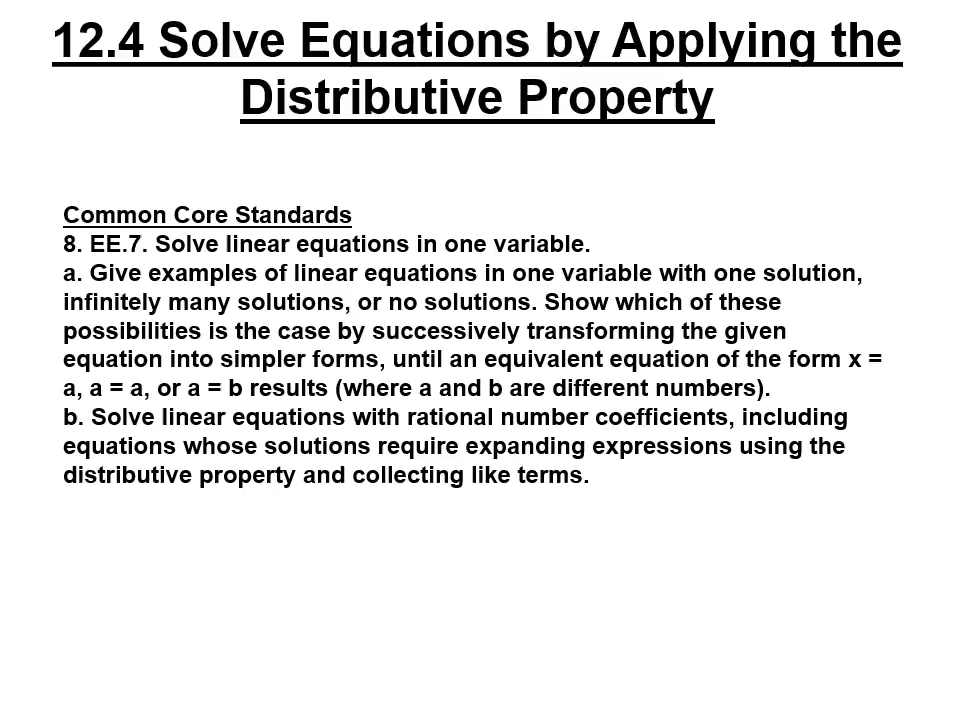 12.4 Solve Equations by Applying the
Distributive Property
Common Core Standards
8. EE.7. Solve linear equations in one variable.
a. Give examples of linear equations in one variable with one solution,
infinitely many solutions, or no solutions. Show which of these
possibilities is the case by successively transforming the given
equation into simpler forms, until an equivalent equation of the form x =
a, a = a, or a = b results (where a and b are different numbers).
b. Solve linear equations with rational number coefficients, including
equations whose solutions require expanding expressions using the
distributive property and collecting like terms.